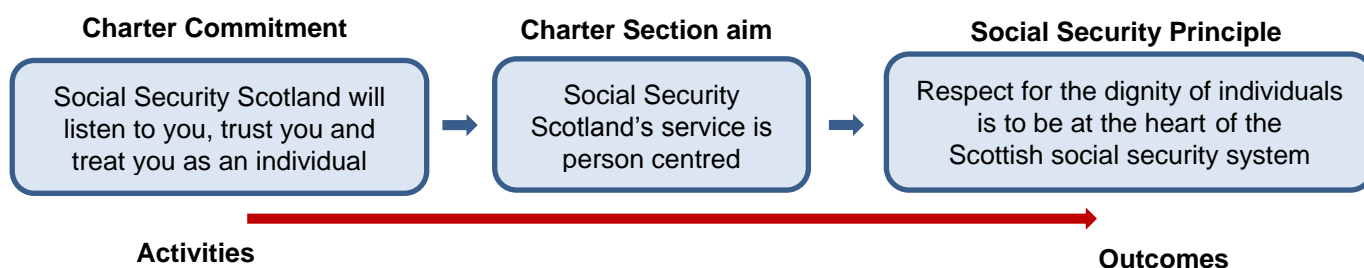 Charter Commitment
Social Security Scotland will
listen to you, trust you and
treat you as an individual
Charter Section aim
Social Security
Scotland's service is
person centred
Social Security Principle
Respect for the dignity of individuals
is to be at the heart of the
Scottish social security system
Activities
Outcomes